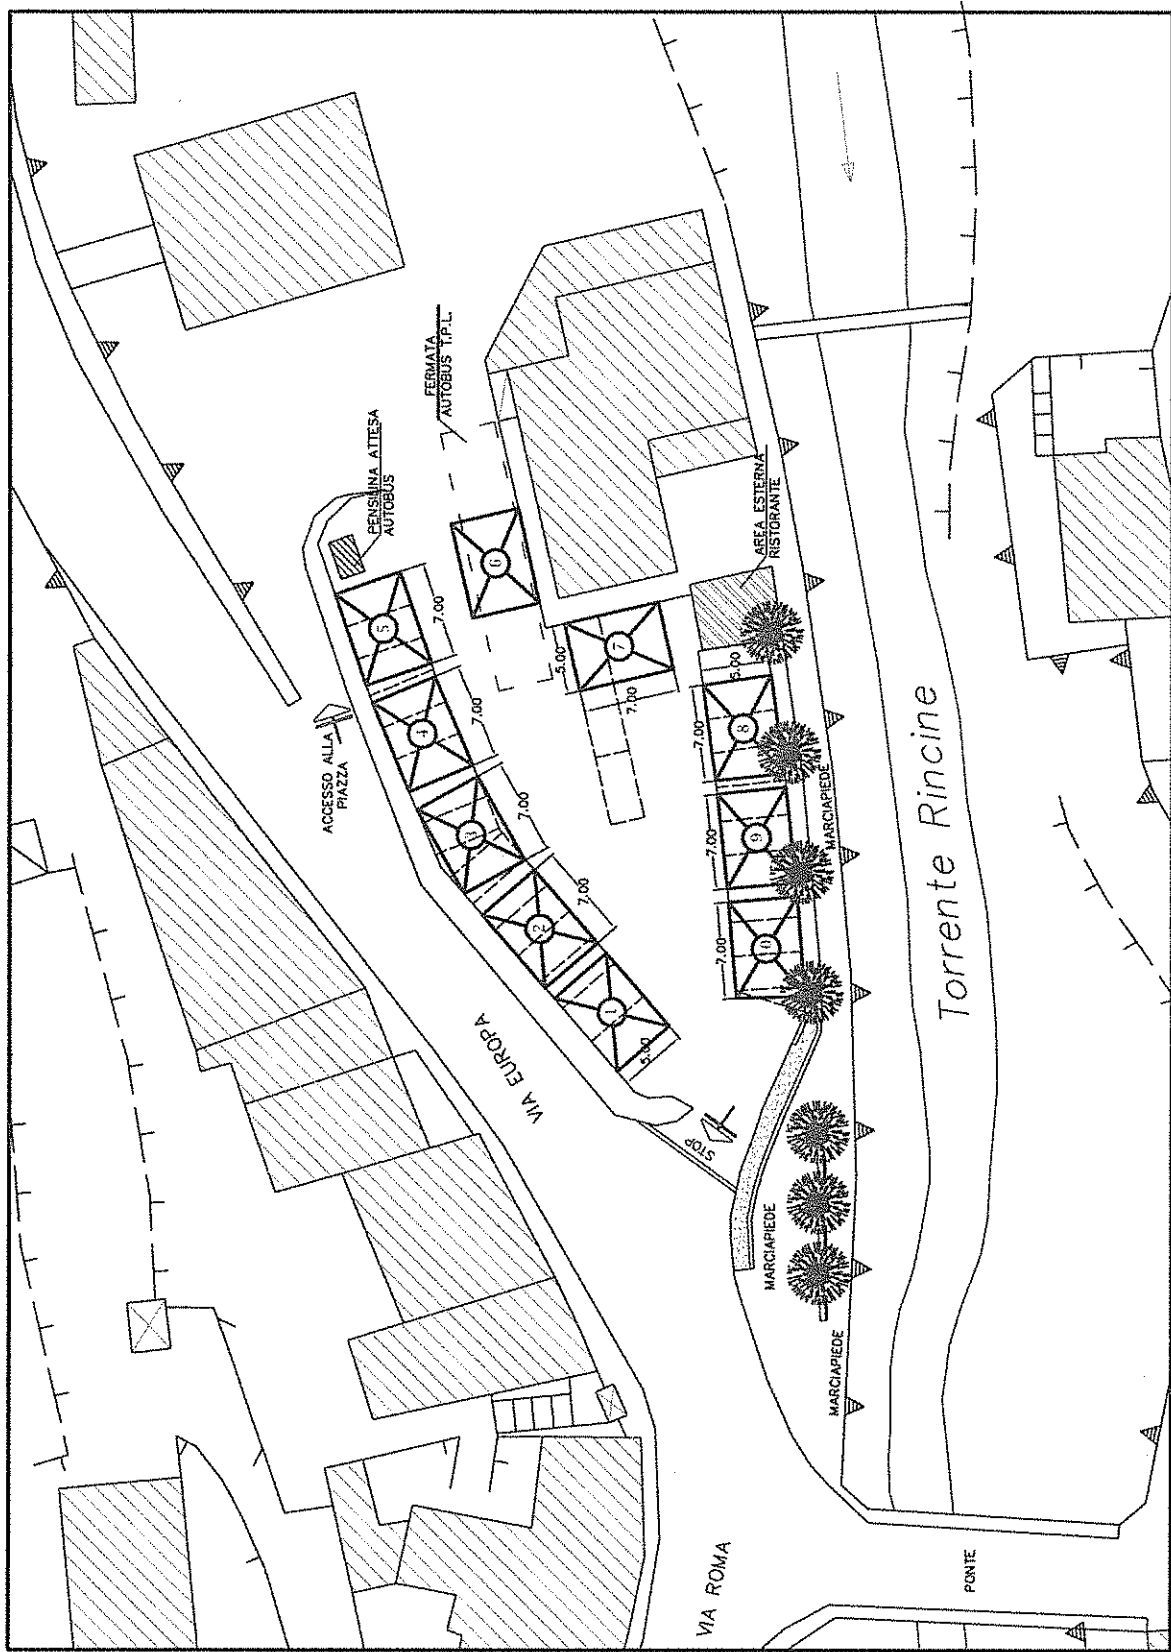 FERMATA
AUTOBUS T.P.L.
PENSILINA ATTESA
AUTOBUS
ACCESSO ALLA
PIAZZA
AREA ESTERNA
RISTORANTE
5
7.00
6
4
7.00
5.00
7
7.00
3
7.00
5.00
7.00
8
2
7.00
7.00
9
MARCIAPIEDE
1
5.00
7.00
10
VIA EUROPA
Torrente Rincine
STOP
MARCIAPIEDE
MARCIAPIEDE
VIA ROMA
PONTE